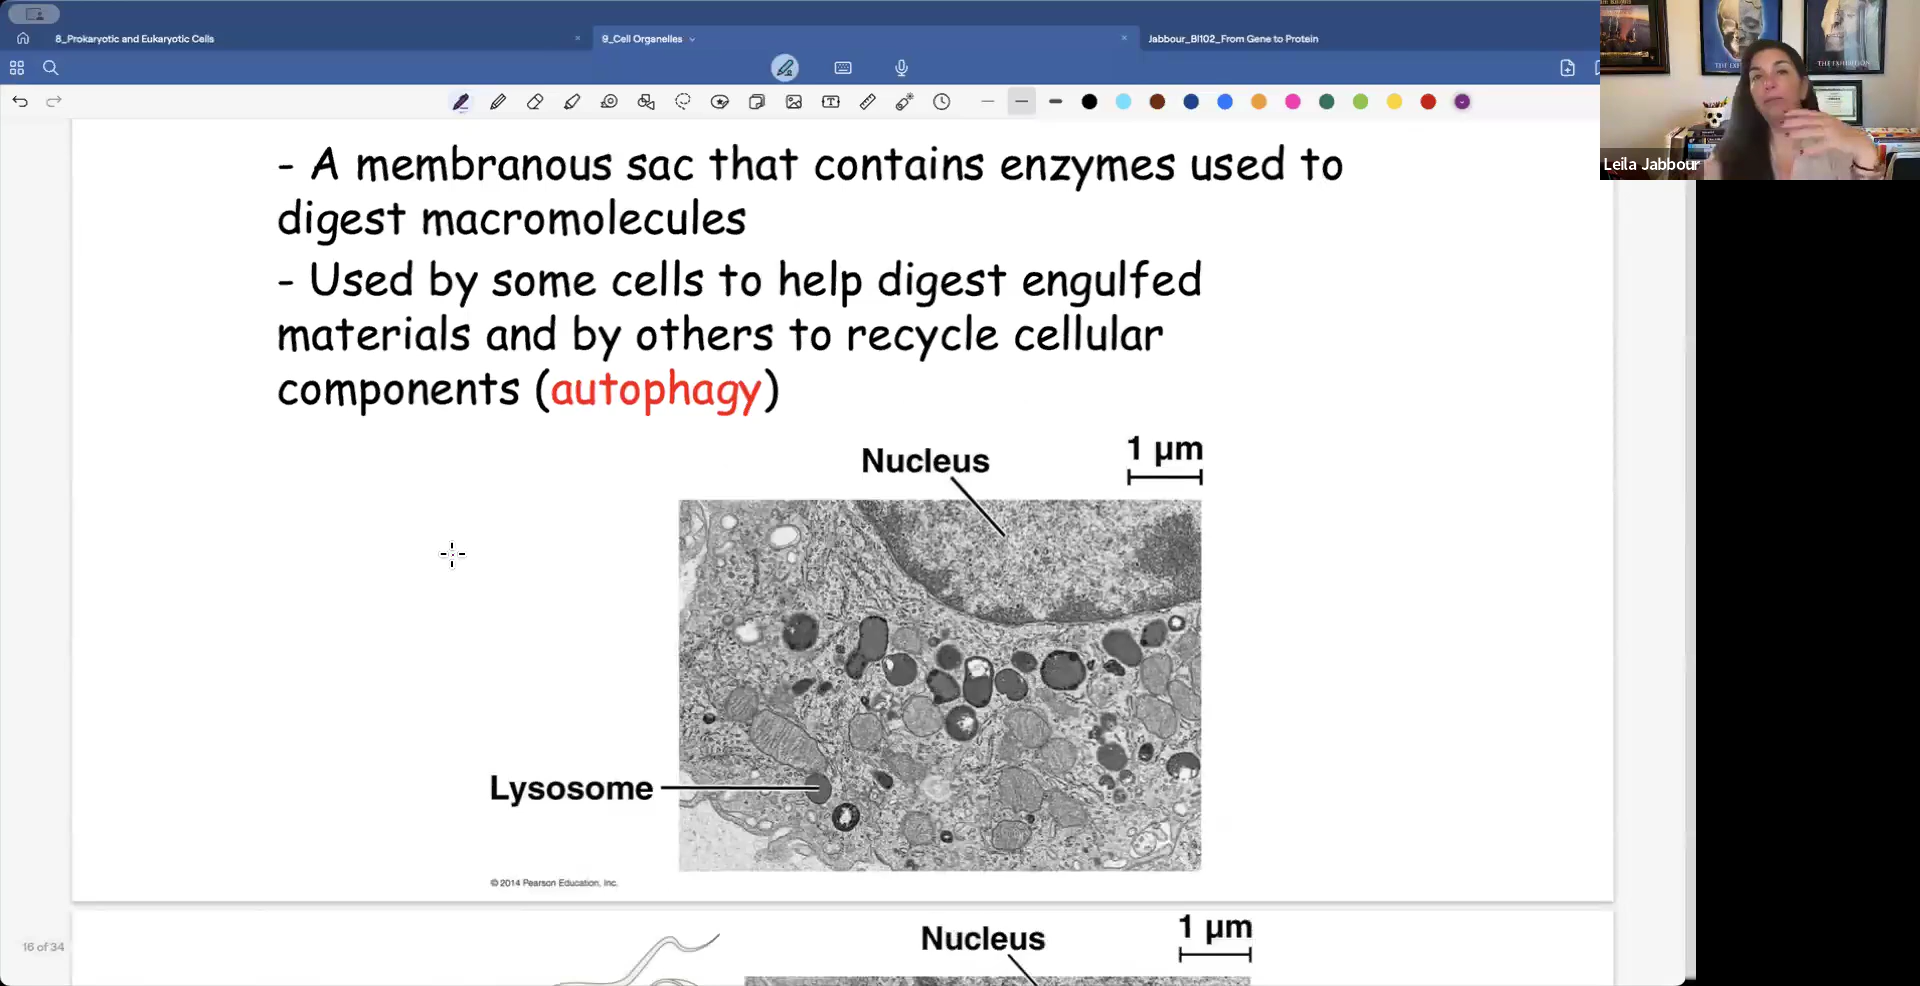 8_Prokaryotic and Eukaryotic Cells
9_Cell Organelles
Jabbour_BI102_From Gene to Protein
Leila Jabbour
- A membranous sac that contains enzymes used to
digest macromolecules
- Used by some cells to help digest engulfed
materials and by others to recycle cellular
components (autophagy)
Nucleus
1 µm
Lysosome
© 2014 Pearson Education, Inc.
16 of 34
Nucleus
1 µm